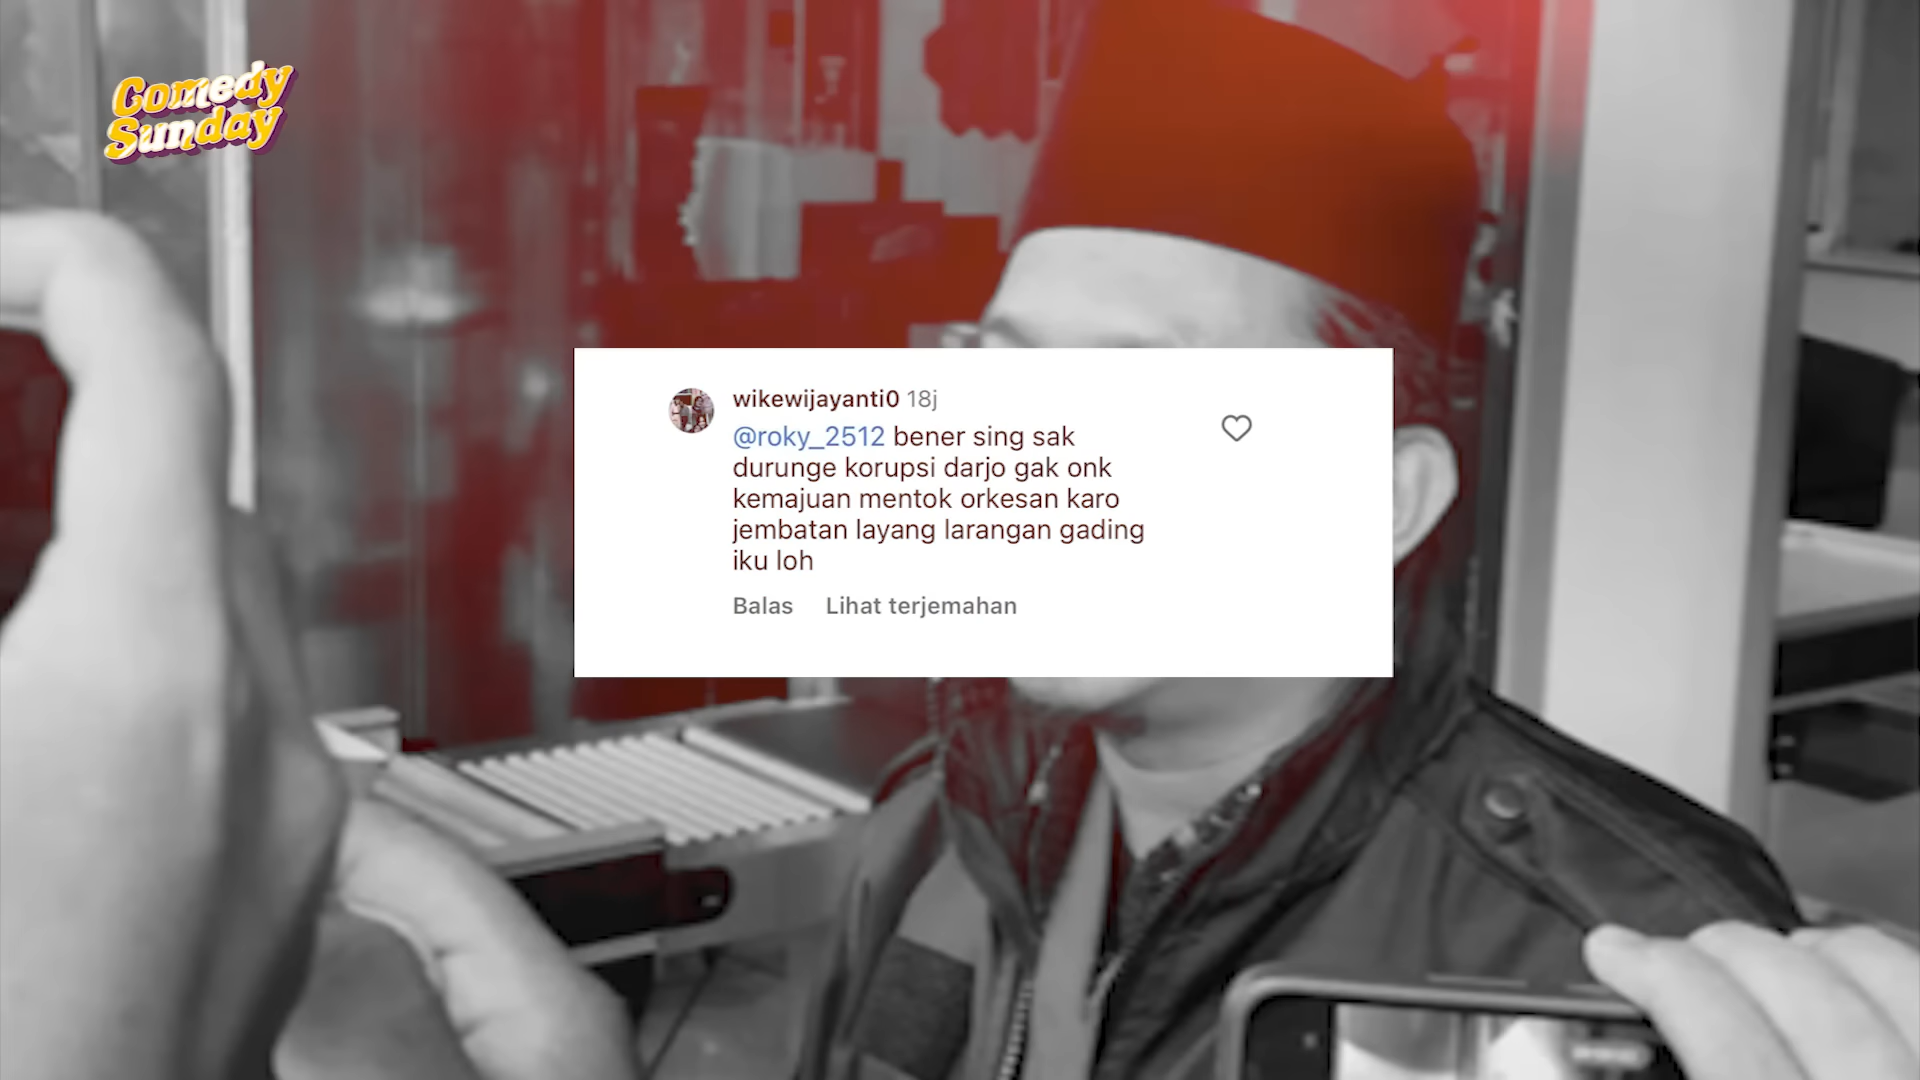 Comedy
Sunday
wikewijayanti0 18j
@roky_2512 bener sing sak
durunge korupsi darjo gak onk
kemajuan mentok orkesan karo
jembatan layang larangan gading
iku loh
Balas Lihat terjemahan